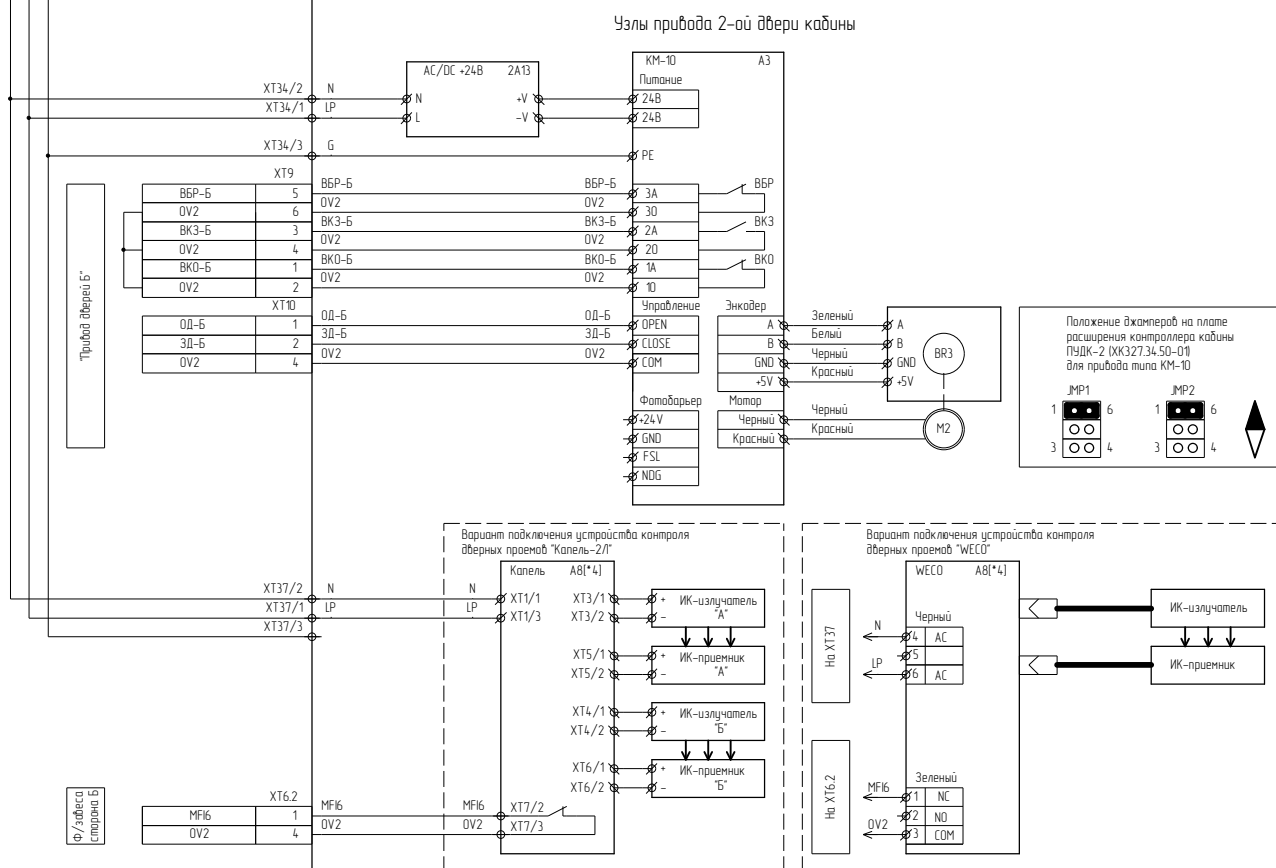 Узлы привода 2-ой двери кабины
AC/DC +24В 2A13
N +V
L -V
XT34/2 N
XT34/1 LP
XT34/3 G
КМ-10 А3
Питание
24В
24В
PE
"Привод дверей Б"
XT9
ВБР-Б 5 ВБР-Б ВБР-Б 3A ВБР
0V2 6 0V2 0V2 30
ВКЗ-Б 3 ВКЗ-Б ВКЗ-Б 2A ВКЗ
0V2 4 0V2 0V2 20
ВКО-Б 1 ВКО-Б ВКО-Б 1A ВКО
0V2 2 0V2 0V2 10
XT10
ОД-Б 1 ОД-Б ОД-Б
ЗД-Б 2 ЗД-Б ЗД-Б
0V2 4 0V2 0V2
Управление
OPEN
CLOSE
COM
Энкодер
A Зеленый A
B Белый B
GND Черный GND
+5V Красный +5V
BR3
Фотобарьер
+24V
GND
FSL
NDG
Мотор
Черный Черный
Красный Красный
M2
Положение джамперов на плате
расширения контроллера кабины
ПУДК-2 (ХК327.34.50-01)
для привода типа КМ-10
JMP1 JMP2
1 6 1 6
3 4 3 4
Вариант подключения устройства контроля
дверных проемов "Капель-2Л"
Капель A8[*4]
XT37/2 N N XT1/1
XT37/1 LP LP XT1/3
XT37/3
XT3/1 + ИК-излучатель
XT3/2 - "А"
XT5/1 + ИК-приемник
XT5/2 - "А"
XT4/1 + ИК-излучатель
XT4/2 - "Б"
XT6/1 + ИК-приемник
XT6/2 - "Б"
Ф/завеса
сторона Б
XT6.2
MFI6 1 MFI6 MFI6 XT7/2
0V2 4 0V2 0V2 XT7/3
Вариант подключения устройства контроля
дверных проемов "WECO"
WECO A8[*4]
На XT37
Черный
N 4 AC
5
LP 6 AC
ИК-излучатель
ИК-приемник
На XT6.2
Зеленый
MFI6 1 NC
2 NO
0V2 3 COM